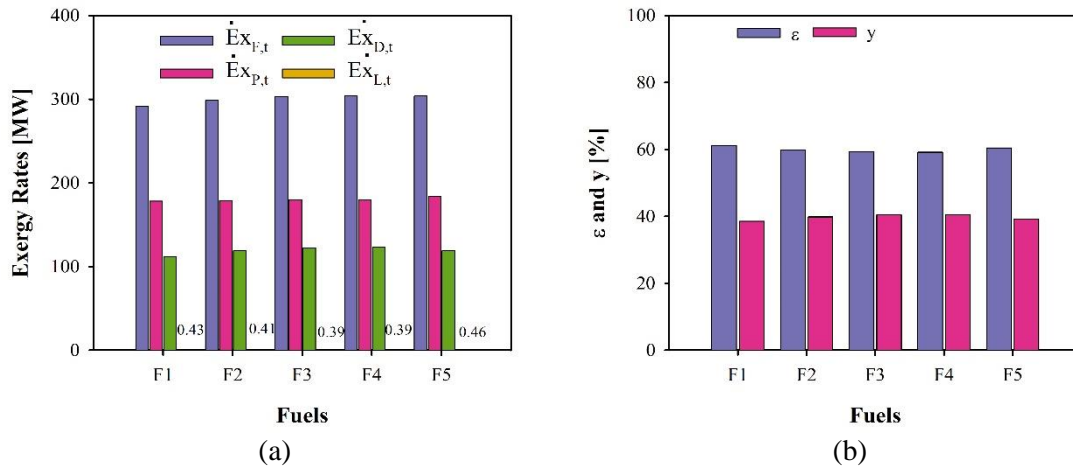 400
300
200
100
0
Exergy Rates [MW]
Ėx_F,t Ėx_D,t
Ėx_P,t Ėx_L,t
0.43 0.41 0.39 0.39 0.46
F1 F2 F3 F4 F5
Fuels
(a)
100
80
60
40
20
0
ε and y [%]
ε y
F1 F2 F3 F4 F5
Fuels
(b)